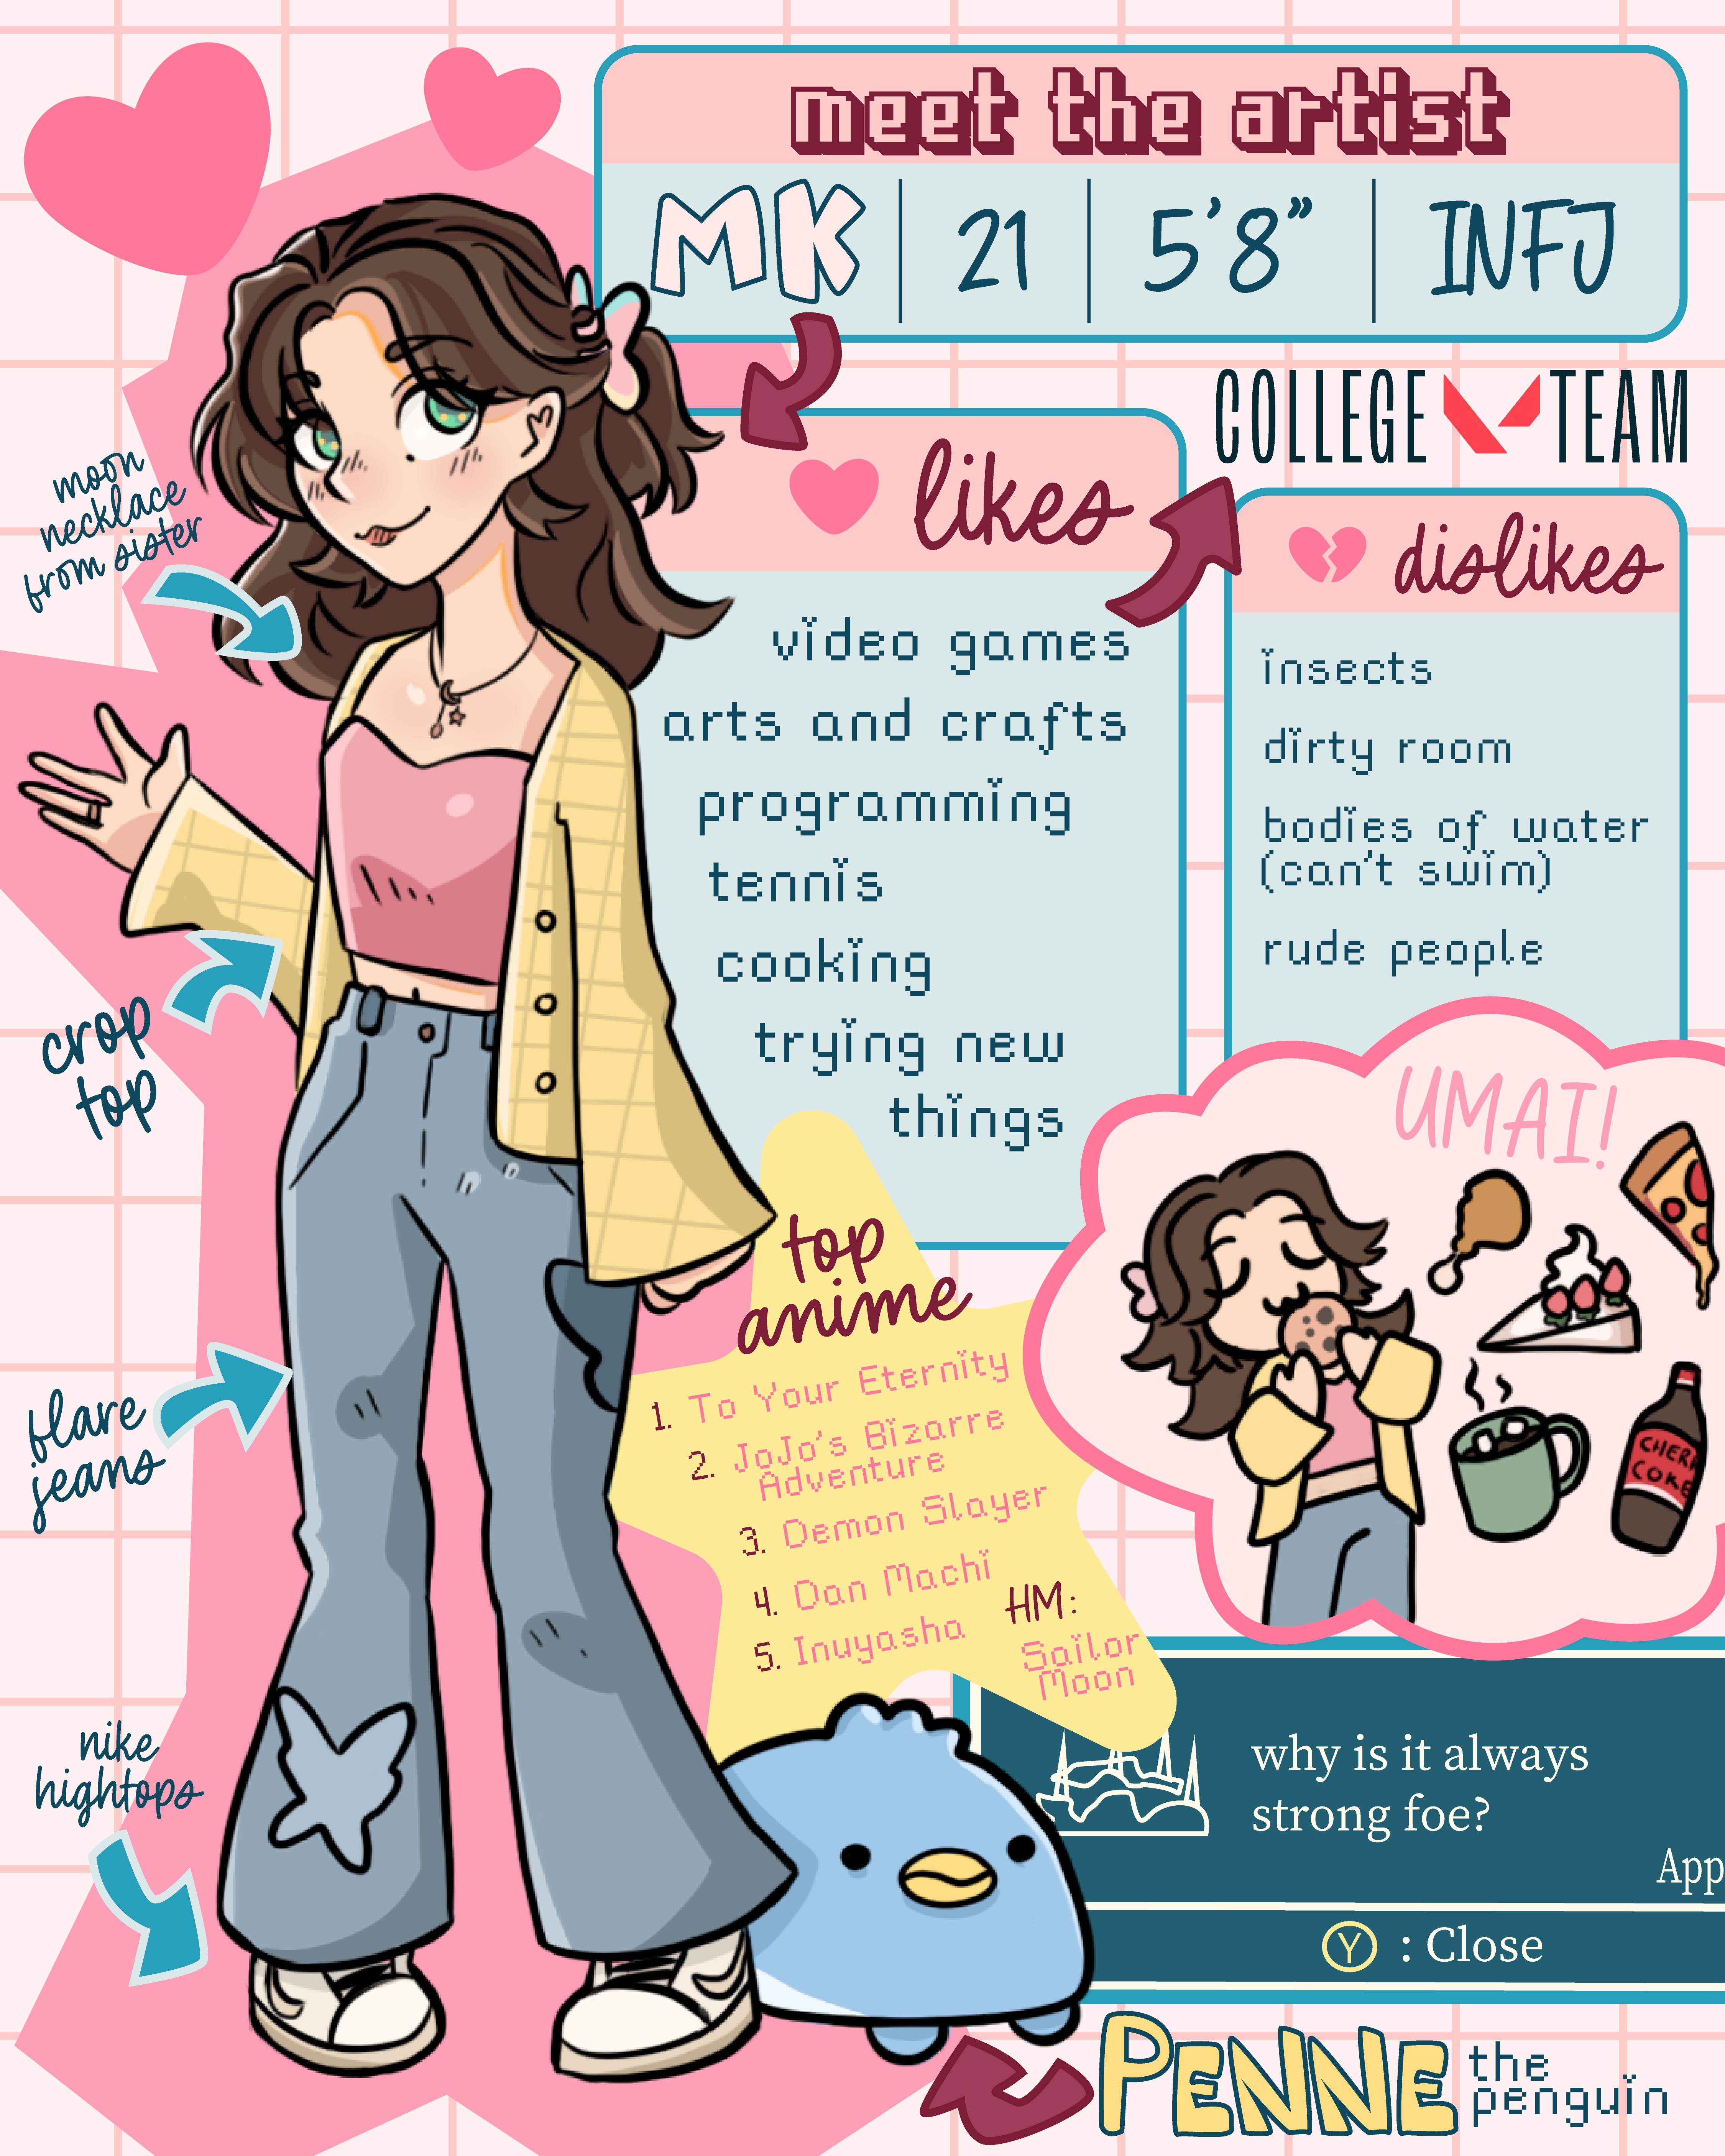 meet the artist
MK | 21 | 5'8" | INFJ
COLLEGE TEAM
likes
video games
arts and crafts
programming
tennis
cooking
trying new
things
dislikes
insects
dirty room
bodies of water
(can't swim)
rude people
moon
necklace
from sister
crop
top
flare
jeans
nike
hightops
UMAI!
CHERRY
COKE
top
anime
1. To Your Eternity
2. JoJo's Bizarre
Adventure
3. Demon Slayer
4. Dan Machi
5. Inuyasha
HM:
Sailor
Moon
why is it always
strong foe?
App
Y : Close
PENNE the
penguin